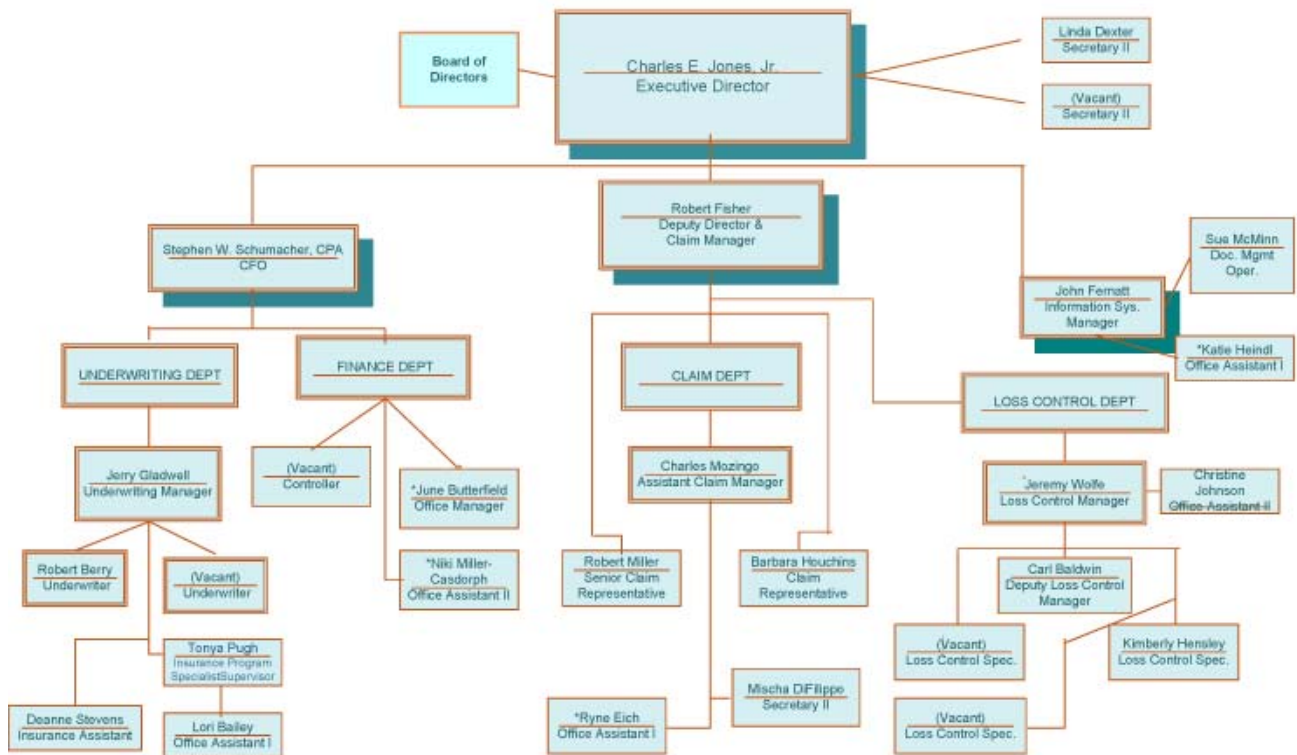 Board of
Directors
Charles E. Jones, Jr.
Executive Director
Linda Dexter
Secretary II
(Vacant)
Secretary II
Stephen W. Schumacher, CPA
CFO
Robert Fisher
Deputy Director &
Claim Manager
Sue McMinn
Doc. Mgmt
Oper.
John Fernatt
Information Sys.
Manager
*Katie Heindl
Office Assistant I
UNDERWRITING DEPT
FINANCE DEPT
CLAIM DEPT
LOSS CONTROL DEPT
Jerry Gladwell
Underwriting Manager
(Vacant)
Controller
*June Butterfield
Office Manager
Charles Mozingo
Assistant Claim Manager
*Jeremy Wolfe
Loss Control Manager
Christine
Johnson
Office Assistant II
Robert Berry
Underwriter
(Vacant)
Underwriter
*Niki Miller-
Casdorph
Office Assistant II
Robert Miller
Senior Claim
Representative
Barbara Houchins
Claim
Representative
Carl Baldwin
Deputy Loss Control
Manager
Tonya Pugh
Insurance Program
SpecialistSupervisor
(Vacant)
Loss Control Spec.
Kimberly Hensley
Loss Control Spec.
Deanne Stevens
Insurance Assistant
Lori Bailey
Office Assistant I
*Ryne Eich
Office Assistant I
Mischa DiFilippo
Secretary II
(Vacant)
Loss Control Spec.